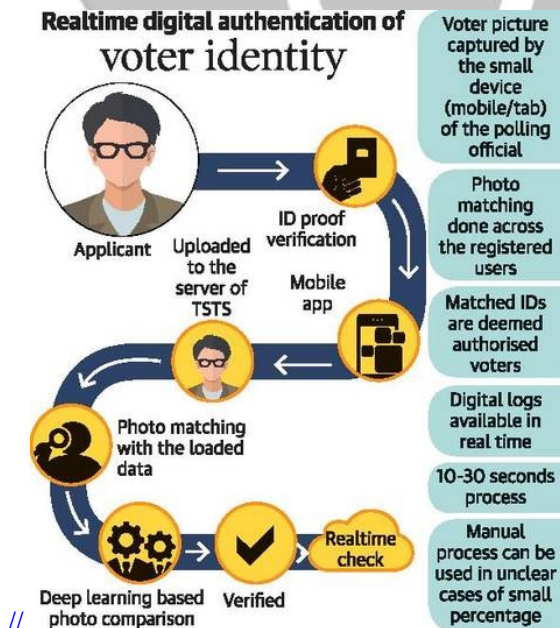 Realtime digital authentication of
voter identity
Applicant
ID proof
verification
Mobile
app
Uploaded
to the
server of
TSTS
Photo matching
with the loaded
data
Deep learning based
photo comparison
Verified
Realtime
check
Voter picture
captured by
the small
device
(mobile/tab)
of the polling
official
Photo
matching
done across
the registered
users
Matched IDs
are deemed
authorised
voters
Digital logs
available in
real time
10-30 seconds
process
Manual
process can be
used in unclear
cases of small
percentage
//